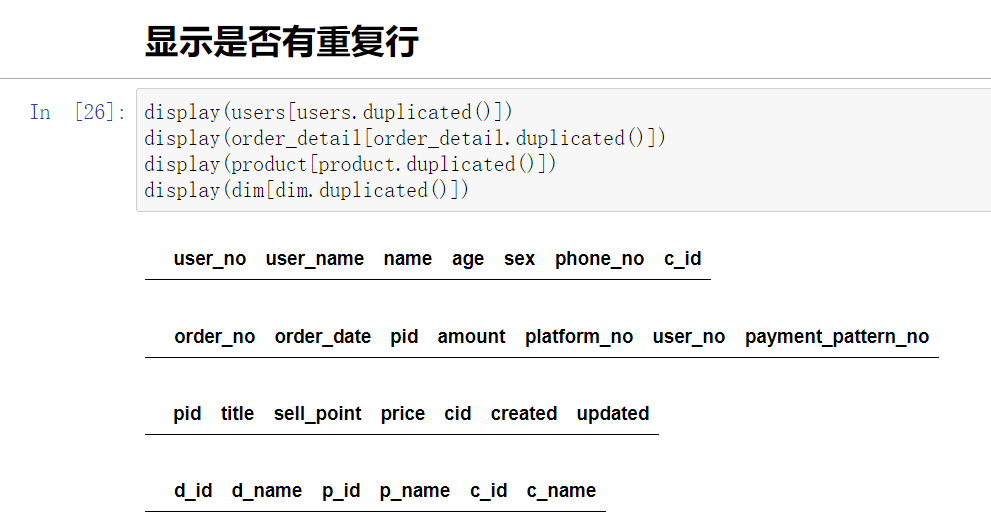 显示是否有重复行
In [26]:
display(users[users.duplicated()])
display(order_detail[order_detail.duplicated()])
display(product[product.duplicated()])
display(dim[dim.duplicated()])
user_no user_name name age sex phone_no c_id
order_no order_date pid amount platform_no user_no payment_pattern_no
pid title sell_point price cid created updated
d_id d_name p_id p_name c_id c_name